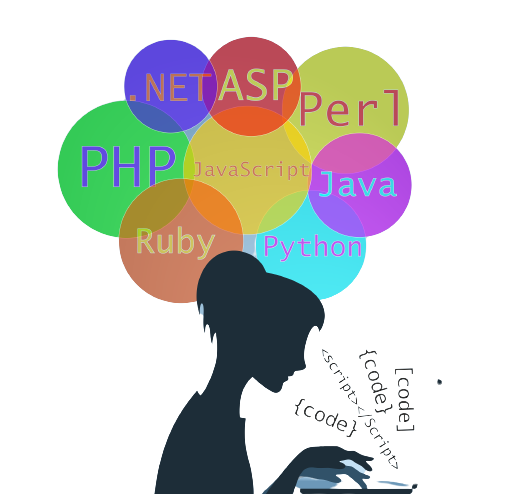 .NET
ASP
Perl
PHP
JavaScript
Java
Ruby
Python
<script></Script>
{code}
[code]
{code}